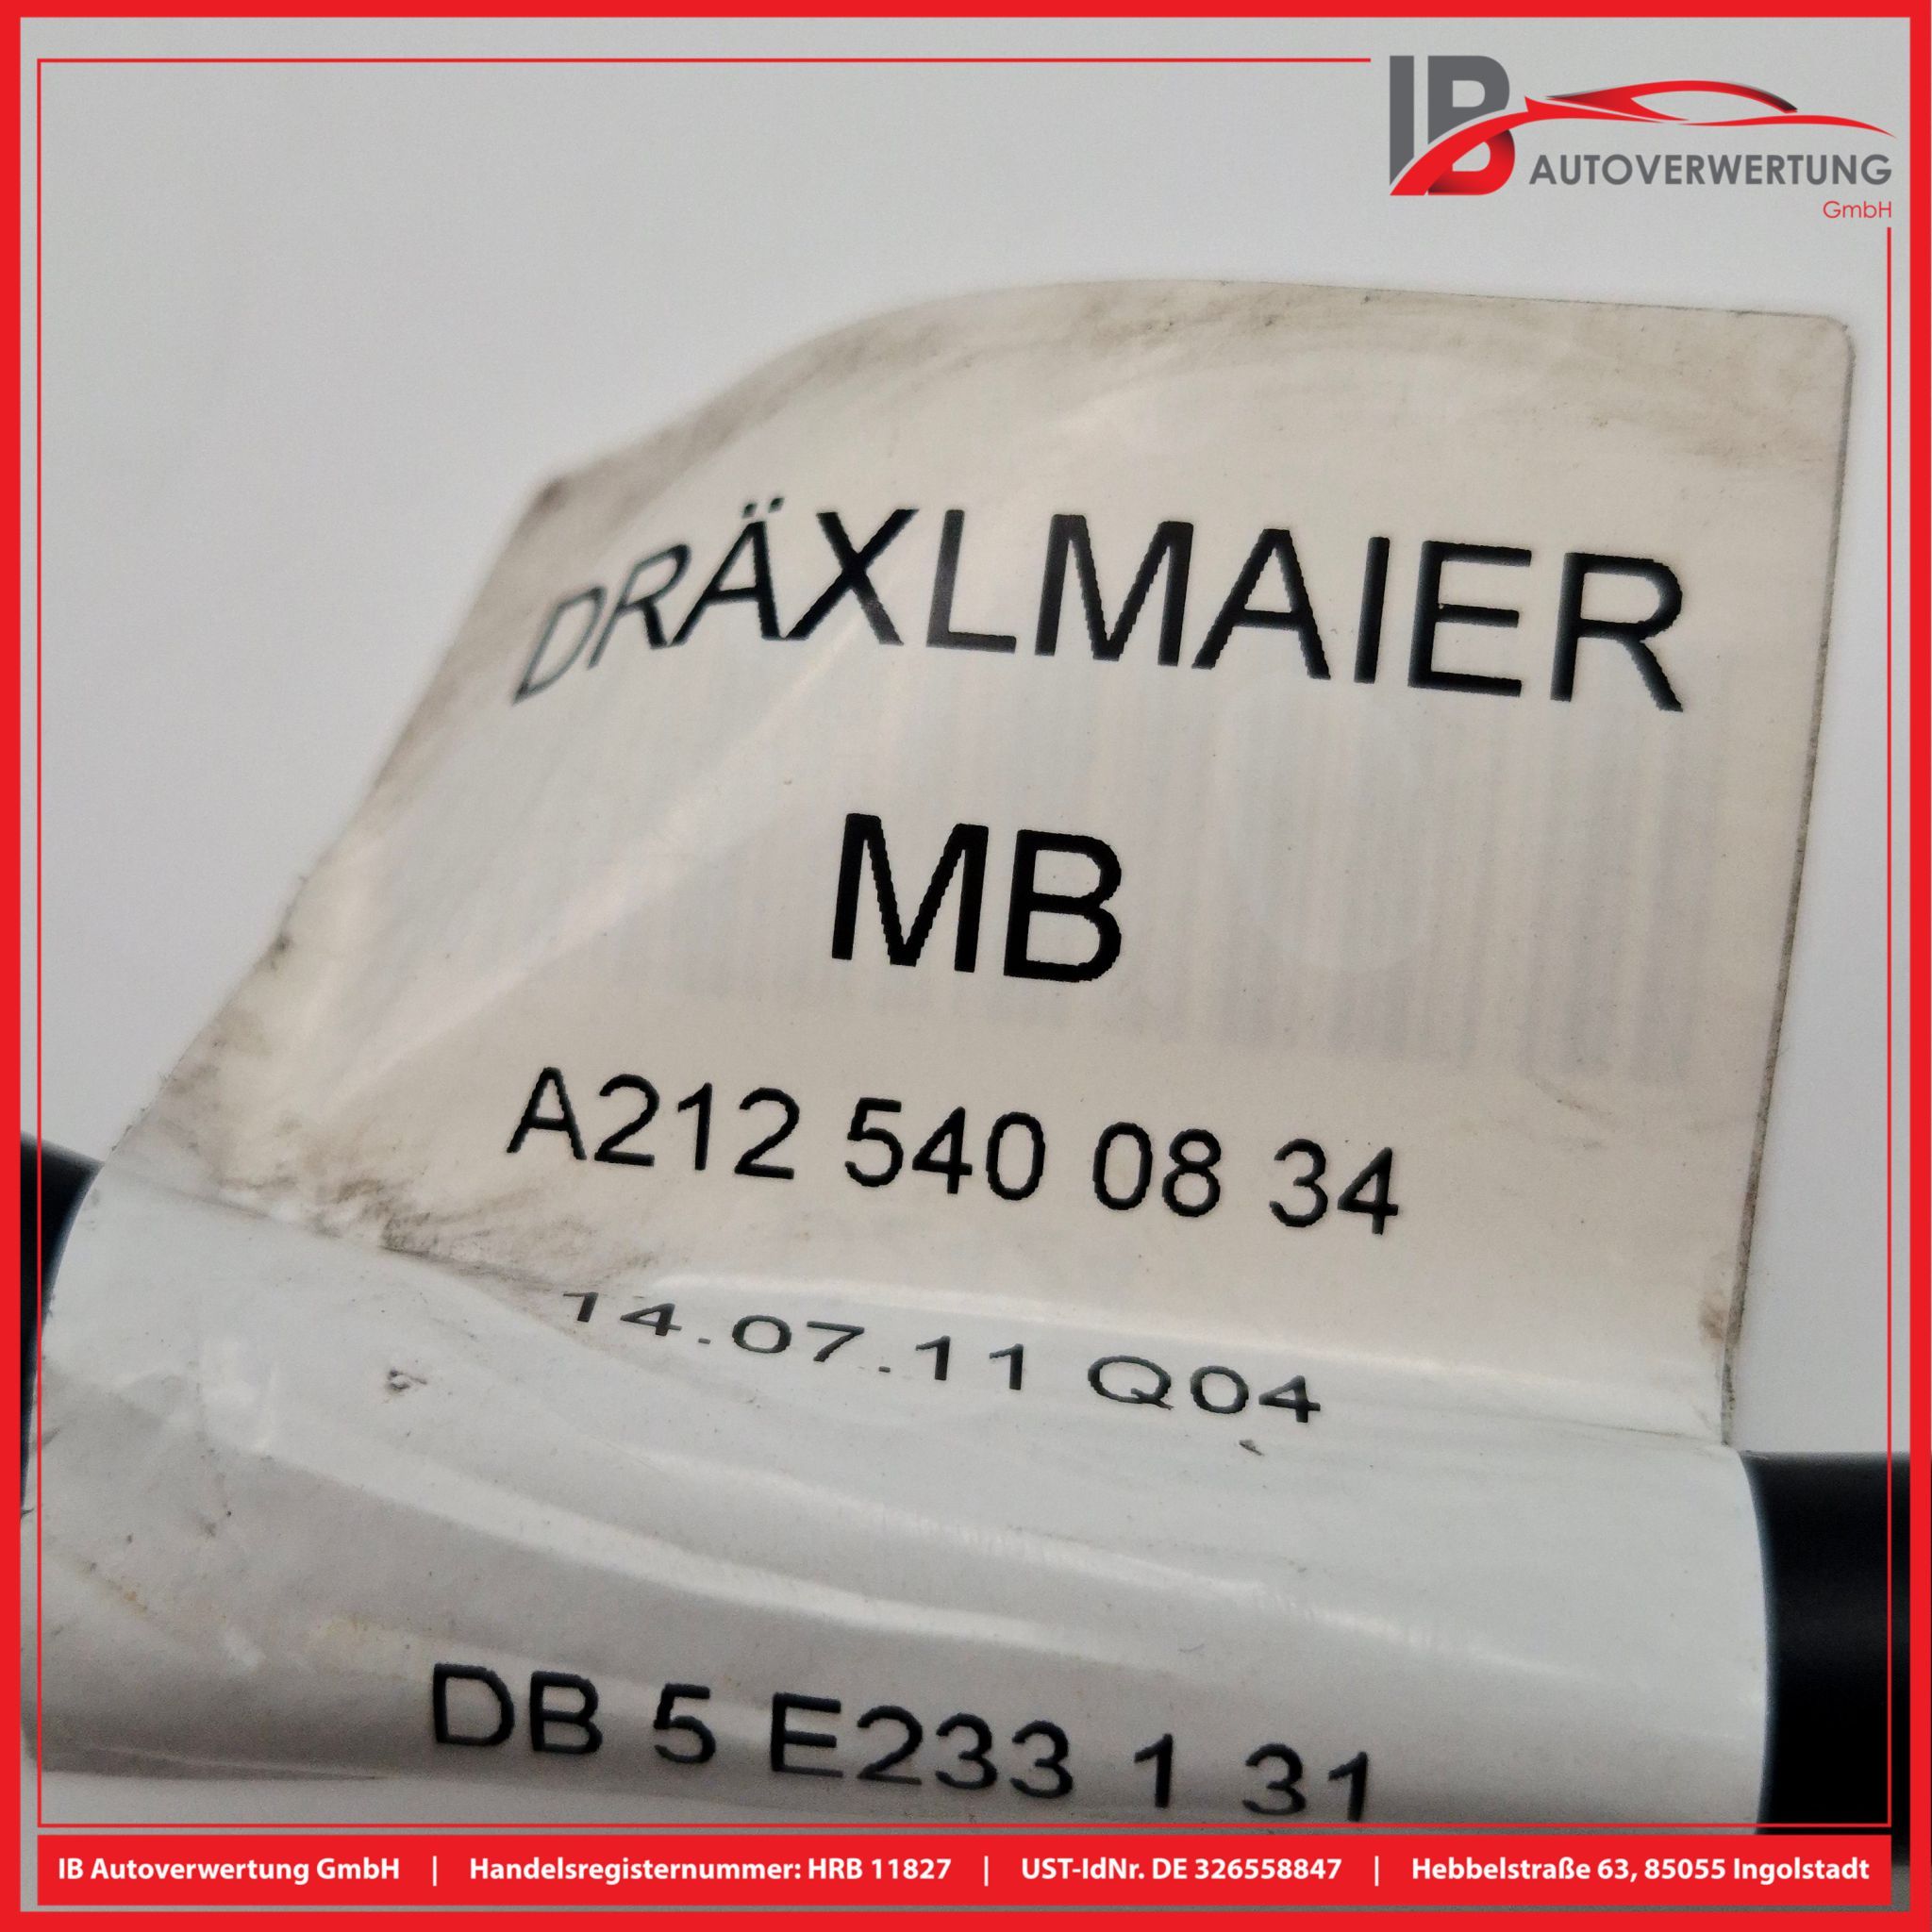 IB
AUTOVERWERTUNG
GmbH
DRÄXLMAIER
MB
A212 540 08 34
14.07.11 Q04
DB 5 E233 1 31
IB Autoverwertung GmbH | Handelsregisternummer: HRB 11827 | UST-IdNr. DE 326558847 | Hebbelstraße 63, 85055 Ingolstadt